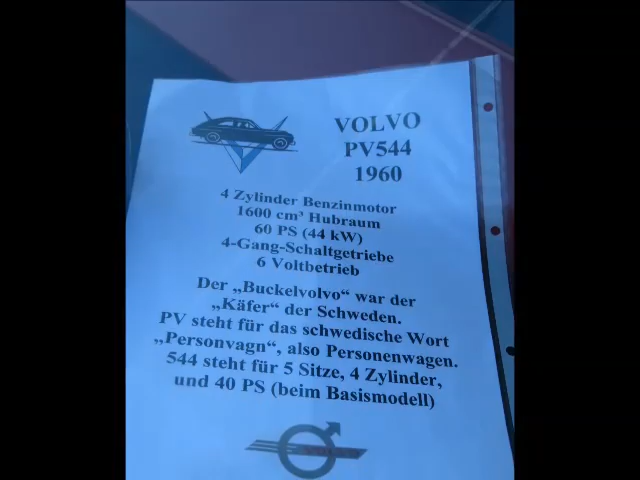 VOLVO
PV544
1960
4 Zylinder Benzinmotor
1600 cm³ Hubraum
60 PS (44 kW)
4-Gang-Schaltgetriebe
6 Voltbetrieb
Der „Buckelvolvo“ war der
„Käfer“ der Schweden.
PV steht für das schwedische Wort
„Personvagn“, also Personenwagen.
544 steht für 5 Sitze, 4 Zylinder,
und 40 PS (beim Basismodell)